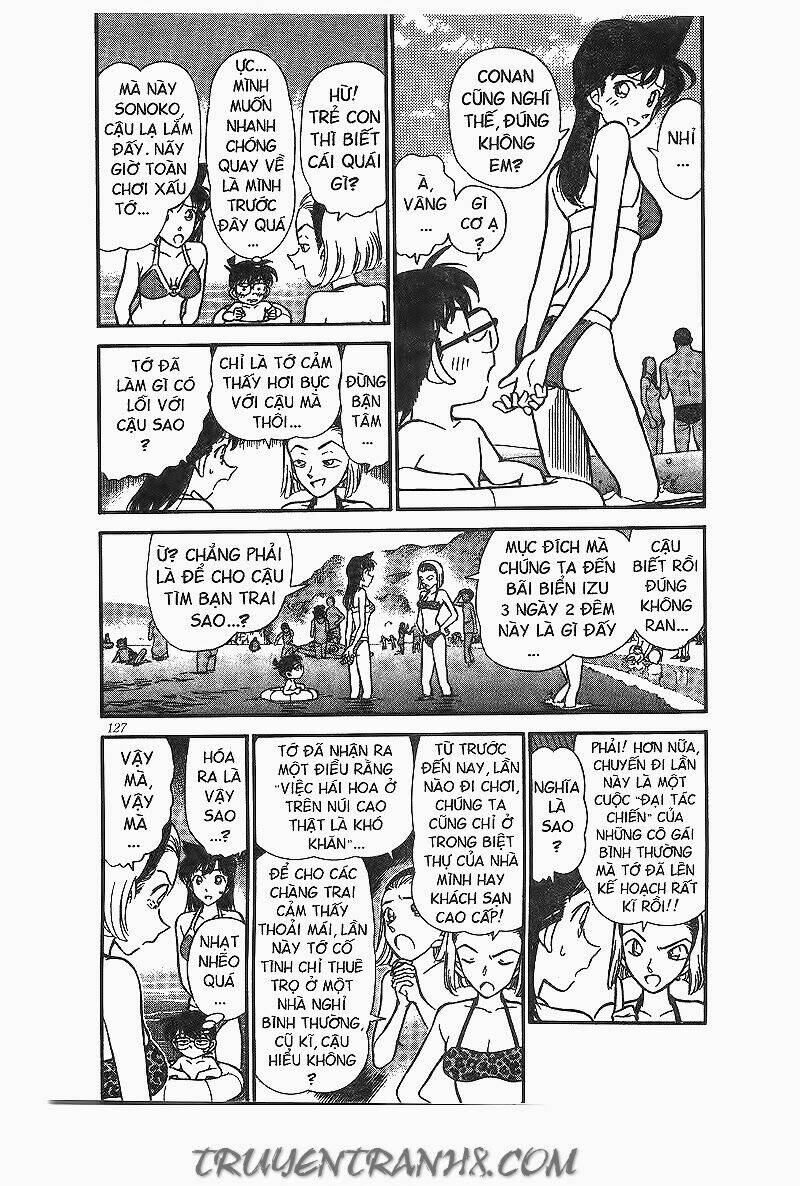 NHỈ
...
CONAN
CŨNG NGHĨ
THẾ, ĐÚNG
KHÔNG
EM?
GÌ
CƠ Ạ
?
À,
VÂNG
...
HỪ!
TRẺ CON
THÌ BIẾT
CÁI QUÁI
GÌ?
ỰC...
MÌNH
MUỐN
NHANH
CHÓNG
QUAY VỀ
LÀ MÌNH
TRƯỚC
ĐÂY QUÁ
...
MÀ NÀY
SONOKO,
CẬU LẠ LẮM
ĐẤY. NÃY
GIỜ TOÀN
CHƠI XẤU
TỚ...
ĐỪNG
BẬN
TÂM
...
CHỈ LÀ TỚ CẢM
THẤY HƠI BỰC
VỚI CẬU MÀ
THÔI...
TỚ ĐÃ
LÀM GÌ CÓ
LỖI VỚI
CẬU SAO
?
CẬU
BIẾT RỒI
ĐÚNG
KHÔNG
RAN...
MỤC ĐÍCH MÀ
CHÚNG TA ĐẾN
BÃI BIỂN IZU
3 NGÀY 2 ĐÊM
NÀY LÀ GÌ ĐẤY
...
Ừ? CHẲNG PHẢI
LÀ ĐỂ CHO CẬU
TÌM BẠN TRAI
SAO...?
127
PHẢI! HƠN NỮA,
CHUYẾN ĐI LẦN
NÀY LÀ MỘT
CUỘC "ĐẠI TÁC
CHIẾN" CỦA
NHỮNG CÔ GÁI
BÌNH THƯỜNG
MÀ TỚ ĐÃ LÊN
KẾ HOẠCH RẤT
KĨ RỒI!!
NGHĨA
LÀ
SAO
?
TỪ TRƯỚC
ĐẾN NAY, LẦN
NÀO ĐI CHƠI,
CHÚNG TA
CŨNG CHỈ Ở
TRONG BIỆT
THỰ CỦA NHÀ
MÌNH HAY
KHÁCH SẠN
CAO CẤP!
TỚ ĐÃ NHẬN RA
MỘT ĐIỀU RẰNG
"VIỆC HÁI HOA Ở
TRÊN NÚI CAO
THẬT LÀ KHÓ
KHĂN"...
ĐỂ CHO CÁC
CHÀNG TRAI
CẢM THẤY
THOẢI MÁI, LẦN
NÀY TỚ CỐ
TÌNH CHỈ THUÊ
TRỌ Ở MỘT
NHÀ NGHỈ
BÌNH THƯỜNG,
CŨ KĨ, CẬU
HIỂU KHÔNG
?
HÓA
RA LÀ
VẬY
SAO
...?
VẬY
MÀ,
VẬY
MÀ
...
NHẠT
NHẼO
QUÁ
...
TRUYENTRANH8.COM